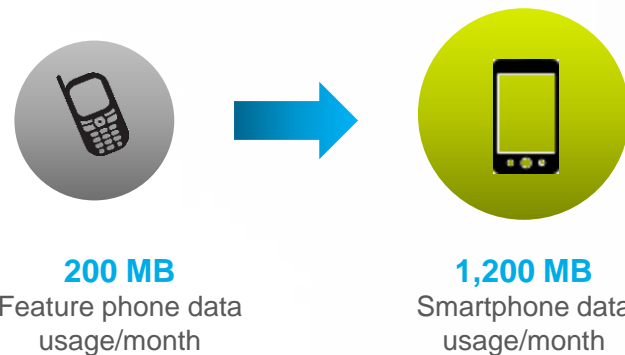 200 MB
Feature phone data
usage/month
1,200 MB
Smartphone data
usage/month